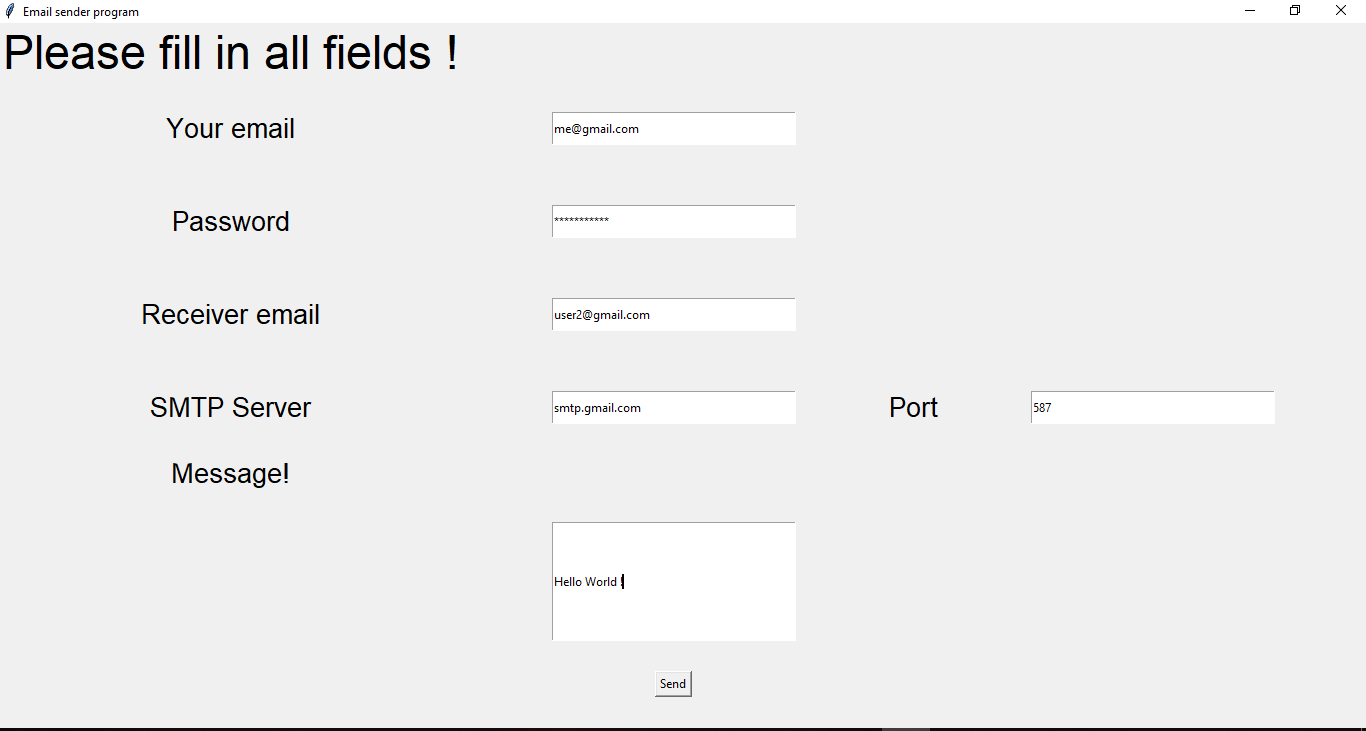 Email sender program
Please fill in all fields !
Your email
me@gmail.com
Password
***********
Receiver email
user2@gmail.com
SMTP Server
smtp.gmail.com
Port
587
Message!
Hello World !
Send